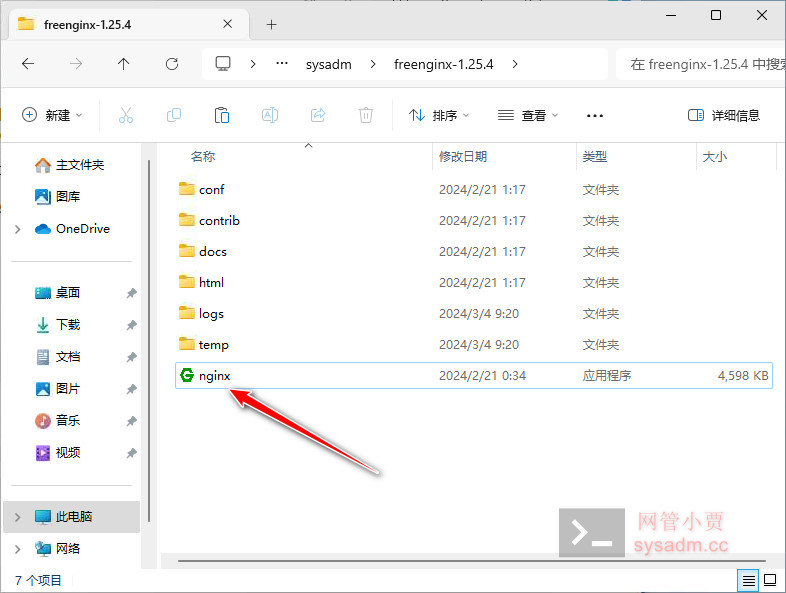 freenginx-1.25.4
sysadm freenginx-1.25.4 在 freenginx-1.25.4 中搜索
新建 排序 查看 详细信息
名称 修改日期 类型 大小
主文件夹
图库
OneDrive
桌面
下载
文档
图片
音乐
视频
此电脑
网络
conf 2024/2/21 1:17 文件夹
contrib 2024/2/21 1:17 文件夹
docs 2024/2/21 1:17 文件夹
html 2024/2/21 1:17 文件夹
logs 2024/3/4 9:20 文件夹
temp 2024/3/4 9:20 文件夹
nginx 2024/2/21 0:34 应用程序 4,598 KB
网管小贾
sysadm.cc
7 个项目